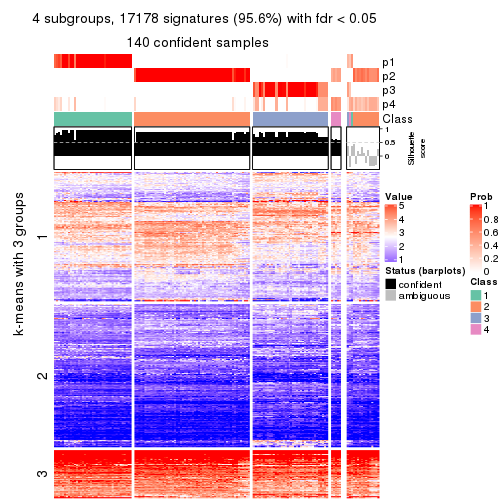 4 subgroups, 17178 signatures (95.6%) with fdr < 0.05
140 confident samples
p1
p2
p3
p4
Class
1
0.5
0
Silhouette
score
k-means with 3 groups
1
2
3
Value
5
4
3
2
1
Status (barplots)
confident
ambiguous
Prob
1
0.8
0.6
0.4
0.2
0
Class
1
2
3
4